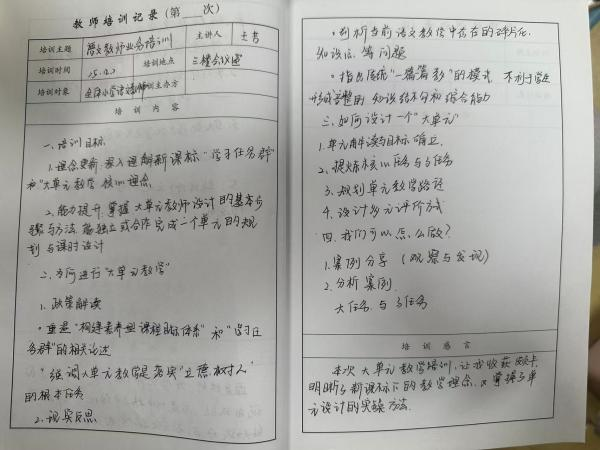 教师培训记录（第 次）
培训主题 语文教师业务培训 主讲人
培训时间 25.12.2 培训地点 三楼会议室
培训对象 全体小学语文教师 培训主办方
培训内容
一、培训目标
1.理念更新：深入理解新课标"学习任务群"
和"大单元教学"核心理念
2.能力提升：掌握大单元教师设计的基本步
骤与方法，能独立或合作完成一个单元的规
划与课时设计
二、为何进行"大单元教学"
1.政策解读
·重温"构建素养型课程目标体系"和"学习任
务群"的相关论述
·强调大单元教学是落实"立德树人"
的根本任务
2.现实反思
·剖析当前语文教学中存在的碎片化、
知识点等问题
·指出传统"一篇篇教"的模式，不利于学生
形成完整的知识结构和综合能力
三、如何设计一个"大单元"
1.单元解读与目标确立
2.提炼核心任务与子任务
3.规划单元教学路径
4.设计多元评价方式
四、我们可以怎么做？
1.案例分享（观察与发现）
2.分析案例
大任务与子任务
培训感言
本次大单元教学培训，让我收获颇丰，
明晰了新课标下的教学理念，又掌握了单
元设计的实操方法。